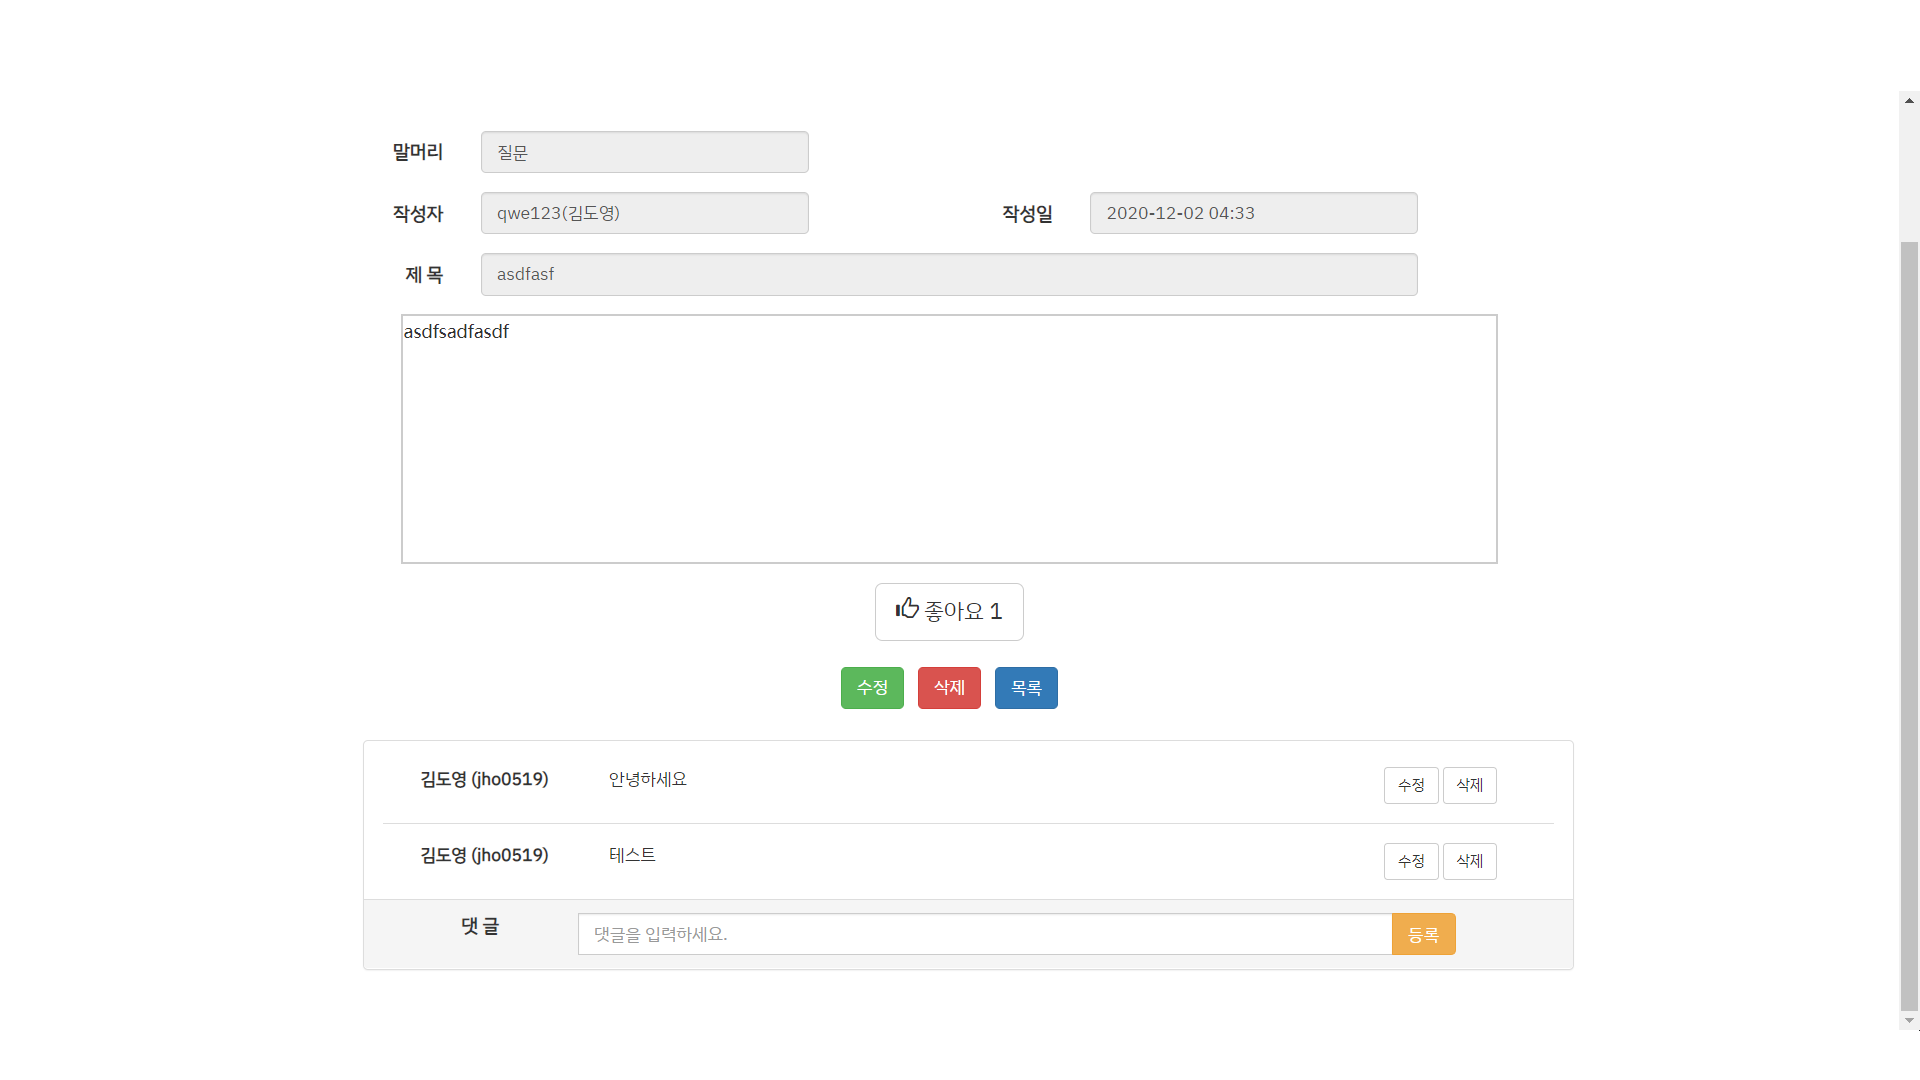 말머리 질문
작성자 qwe123(김도영) 작성일 2020-12-02 04:33
제 목 asdfasf
asdfsadfasdf
좋아요 1
수정 삭제 목록
김도영 (jho0519) 안녕하세요 수정 삭제
김도영 (jho0519) 테스트 수정 삭제
댓 글 댓글을 입력하세요. 등록